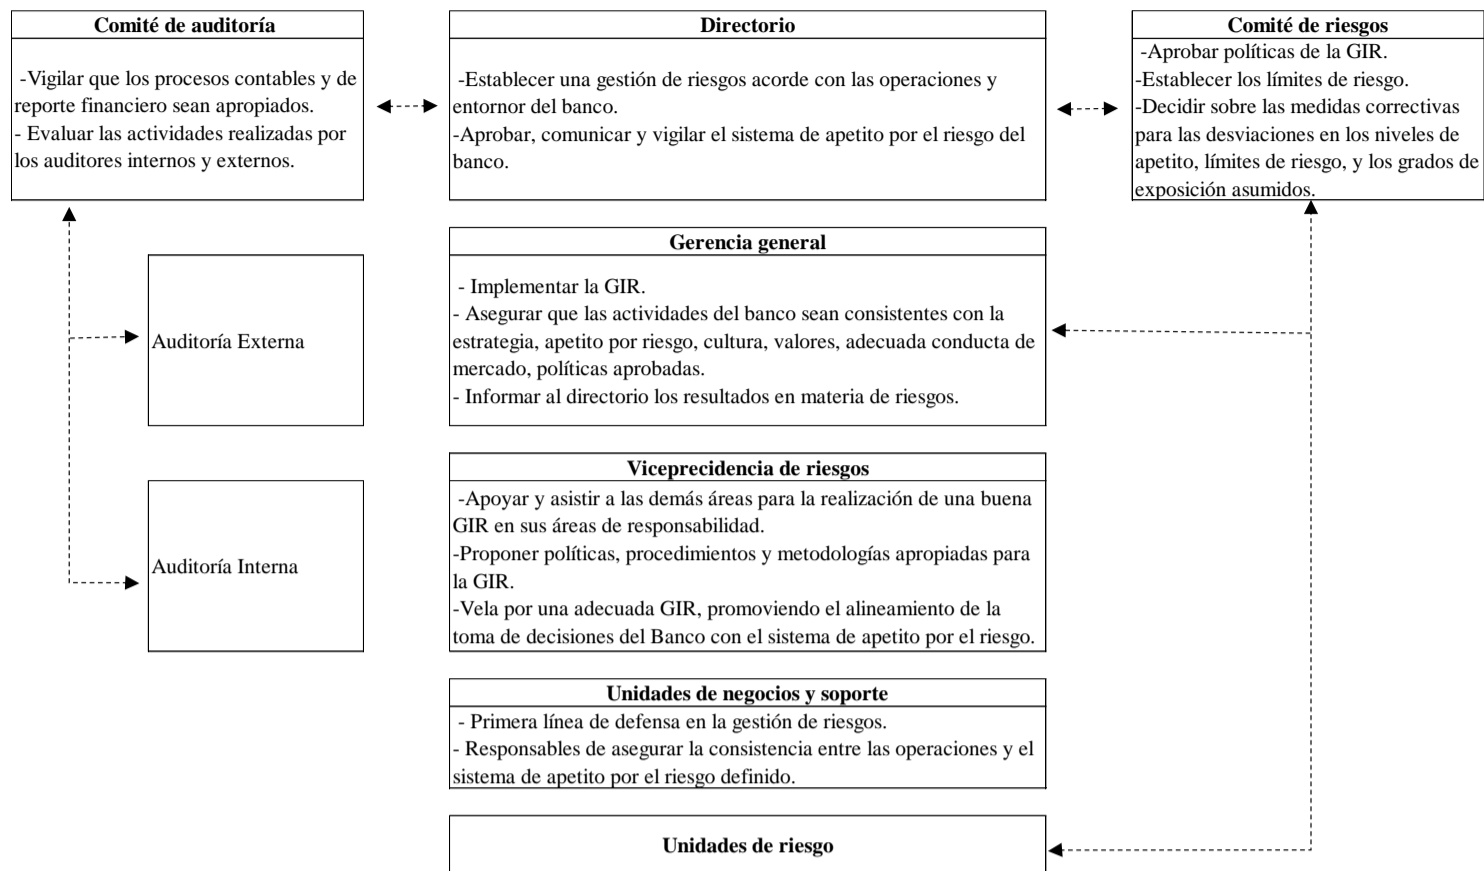 Comité de auditoría
-Vigilar que los procesos contables y de
reporte financiero sean apropiados.
- Evaluar las actividades realizadas por
los auditores internos y externos.
Directorio
-Establecer una gestión de riesgos acorde con las operaciones y
entornor del banco.
-Aprobar, comunicar y vigilar el sistema de apetito por el riesgo del
banco.
Comité de riesgos
-Aprobar políticas de la GIR.
-Establecer los límites de riesgo.
-Decidir sobre las medidas correctivas
para las desviaciones en los niveles de
apetito, límites de riesgo, y los grados de
exposición asumidos.
Auditoría Externa
Gerencia general
- Implementar la GIR.
- Asegurar que las actividades del banco sean consistentes con la
estrategia, apetito por riesgo, cultura, valores, adecuada conducta de
mercado, políticas aprobadas.
- Informar al directorio los resultados en materia de riesgos.
Auditoría Interna
Viceprecidencia de riesgos
-Apoyar y asistir a las demás áreas para la realización de una buena
GIR en sus áreas de responsabilidad.
-Proponer políticas, procedimientos y metodologías apropiadas para
la GIR.
-Vela por una adecuada GIR, promoviendo el alineamiento de la
toma de decisiones del Banco con el sistema de apetito por el riesgo.
Unidades de negocios y soporte
- Primera línea de defensa en la gestión de riesgos.
- Responsables de asegurar la consistencia entre las operaciones y el
sistema de apetito por el riesgo definido.
Unidades de riesgo